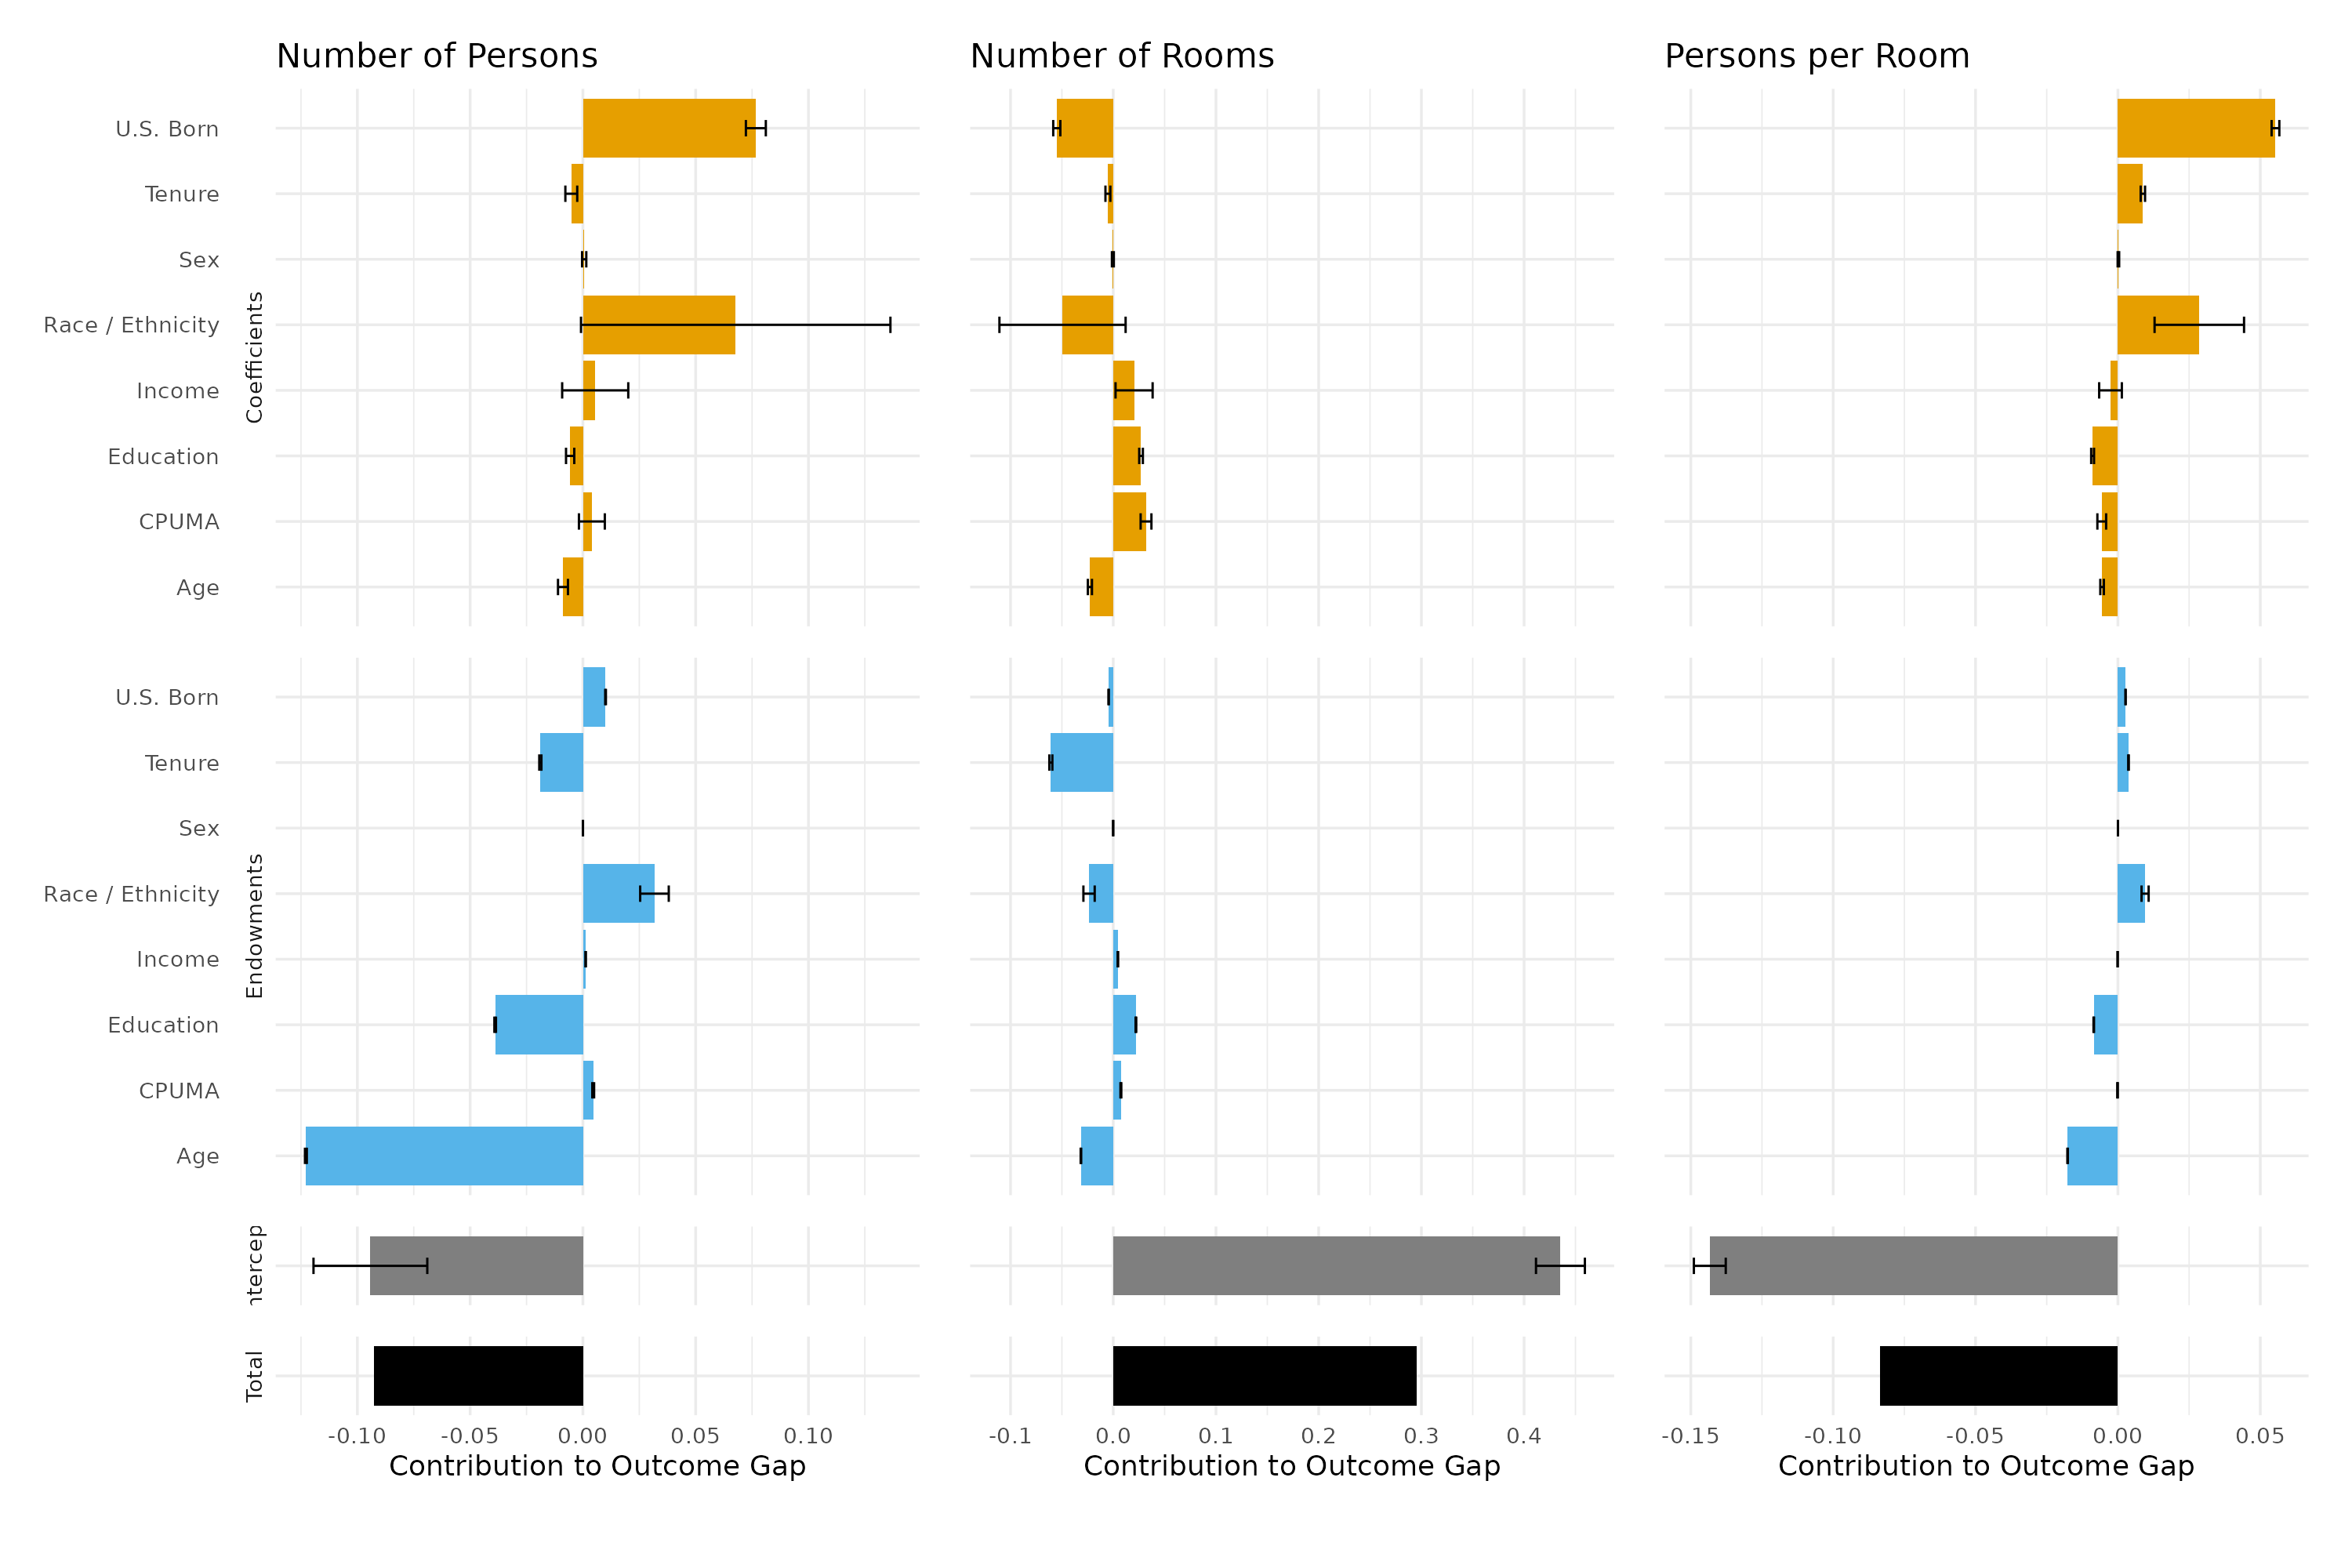 Number of Persons
Number of Rooms
Persons per Room
U.S. Born
Tenure
Sex
Race / Ethnicity
Income
Education
CPUMA
Age
Coefficients
U.S. Born
Tenure
Sex
Race / Ethnicity
Income
Education
CPUMA
Age
Endowments
ntercep
Total
-0.10 -0.05 0.00 0.05 0.10
-0.1 0.0 0.1 0.2 0.3 0.4
-0.15 -0.10 -0.05 0.00 0.05
Contribution to Outcome Gap
Contribution to Outcome Gap
Contribution to Outcome Gap